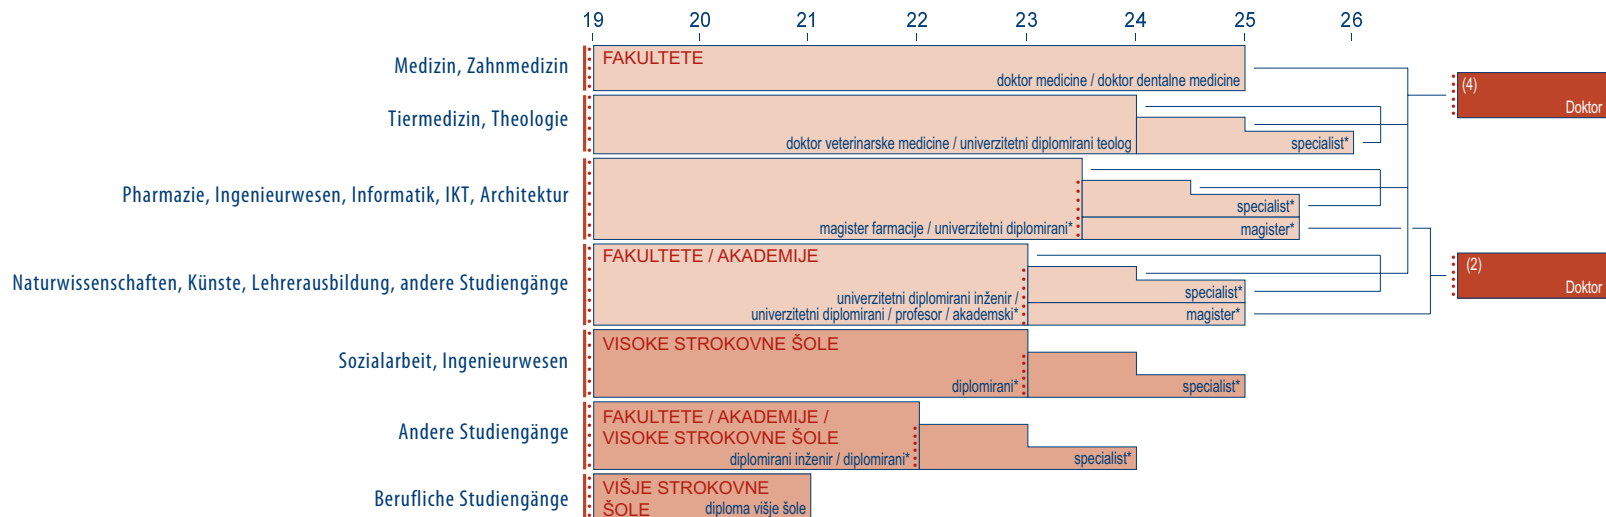 19 20 21 22 23 24 25 26
Medizin, Zahnmedizin
FAKULTETE
doktor medicine / doktor dentalne medicine
(4)
Doktor
Tiermedizin, Theologie
doktor veterinarske medicine / univerzitetni diplomirani teolog
specialist*
Pharmazie, Ingenieurwesen, Informatik, IKT, Architektur
magister farmacije / univerzitetni diplomirani*
specialist*
magister*
Naturwissenschaften, Künste, Lehrerausbildung, andere Studiengänge
FAKULTETE / AKADEMIJE
univerzitetni diplomirani inženir /
univerzitetni diplomirani / profesor / akademski*
specialist*
magister*
(2)
Doktor
Sozialarbeit, Ingenieurwesen
VISOKE STROKOVNE ŠOLE
diplomirani*
specialist*
Andere Studiengänge
FAKULTETE / AKADEMIJE /
VISOKE STROKOVNE ŠOLE
diplomirani inženir / diplomirani*
specialist*
Berufliche Studiengänge
VIŠJE STROKOVNE
ŠOLE
diploma višje šole